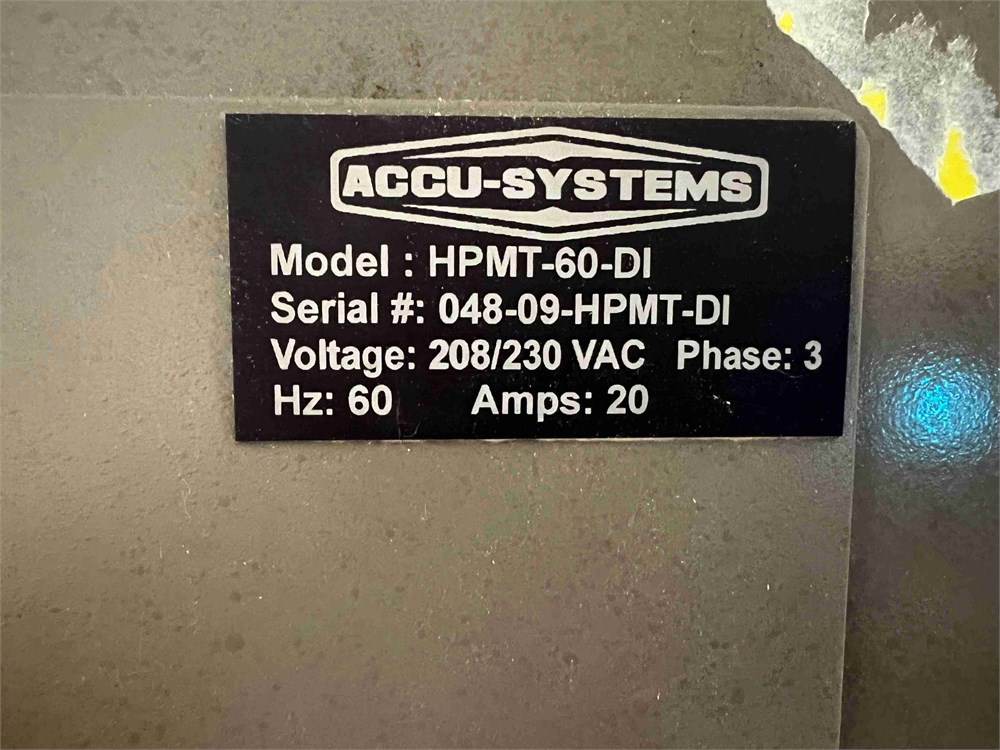 ACCU-SYSTEMS
Model : HPMT-60-DI
Serial #: 048-09-HPMT-DI
Voltage: 208/230 VAC Phase: 3
Hz: 60 Amps: 20